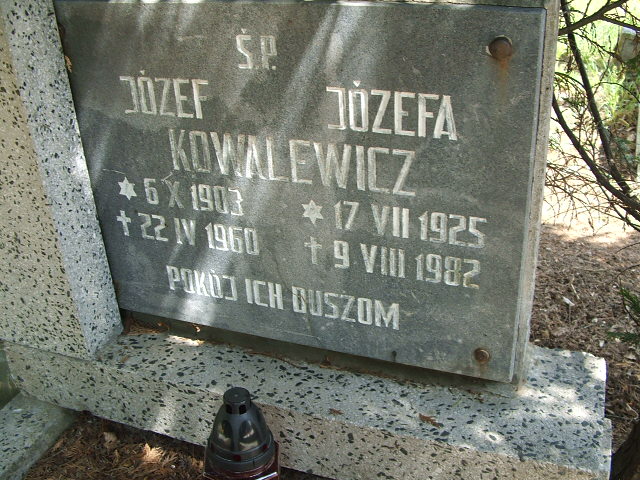 Ś.P.
JÓZEF JÓZEFA
KOWALEWICZ
6 X 1903 17 VII 1925
22 IV 1960 9 VIII 1982
POKÓJ ICH DUSZOM